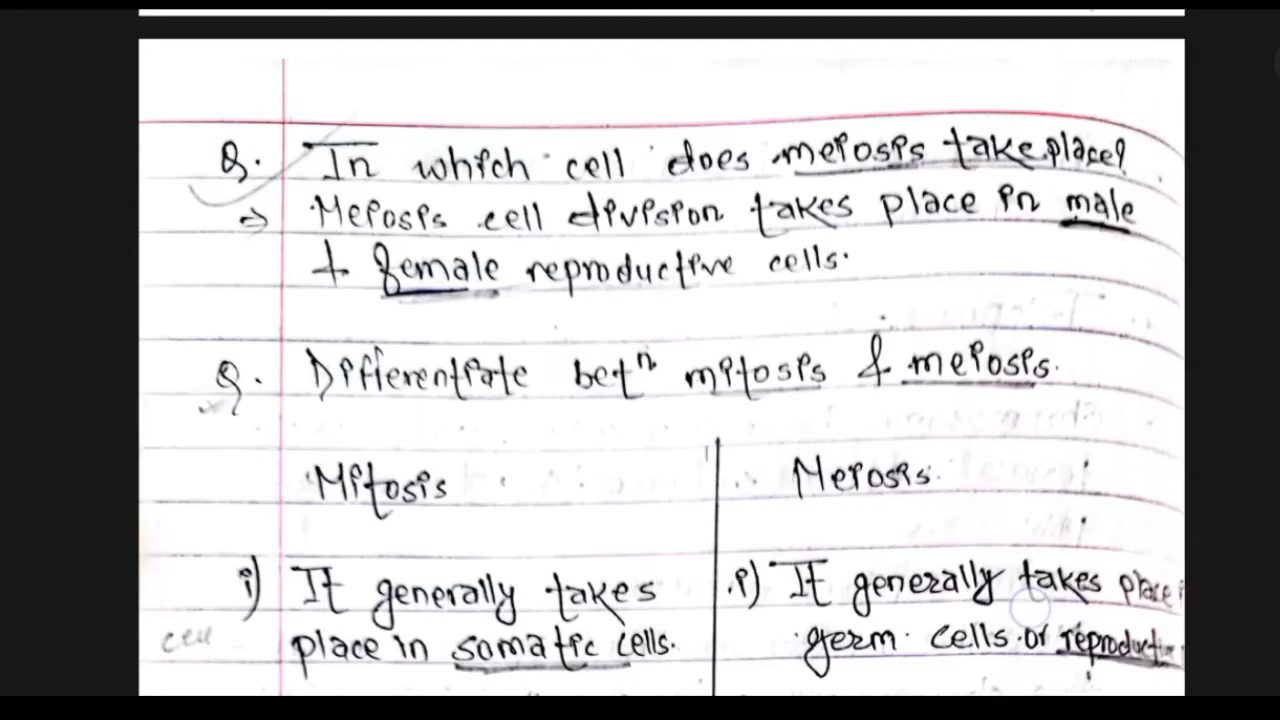 Q. In which cell does meiosis take place?
⇒ Meiosis cell division takes place in male
& female reproductive cells.
Q. Differentiate betⁿ mitosis & meiosis.
Mitosis
Meiosis.
i) It generally takes
place in somatic cells.
i) It generally takes place
germ cells or
cell